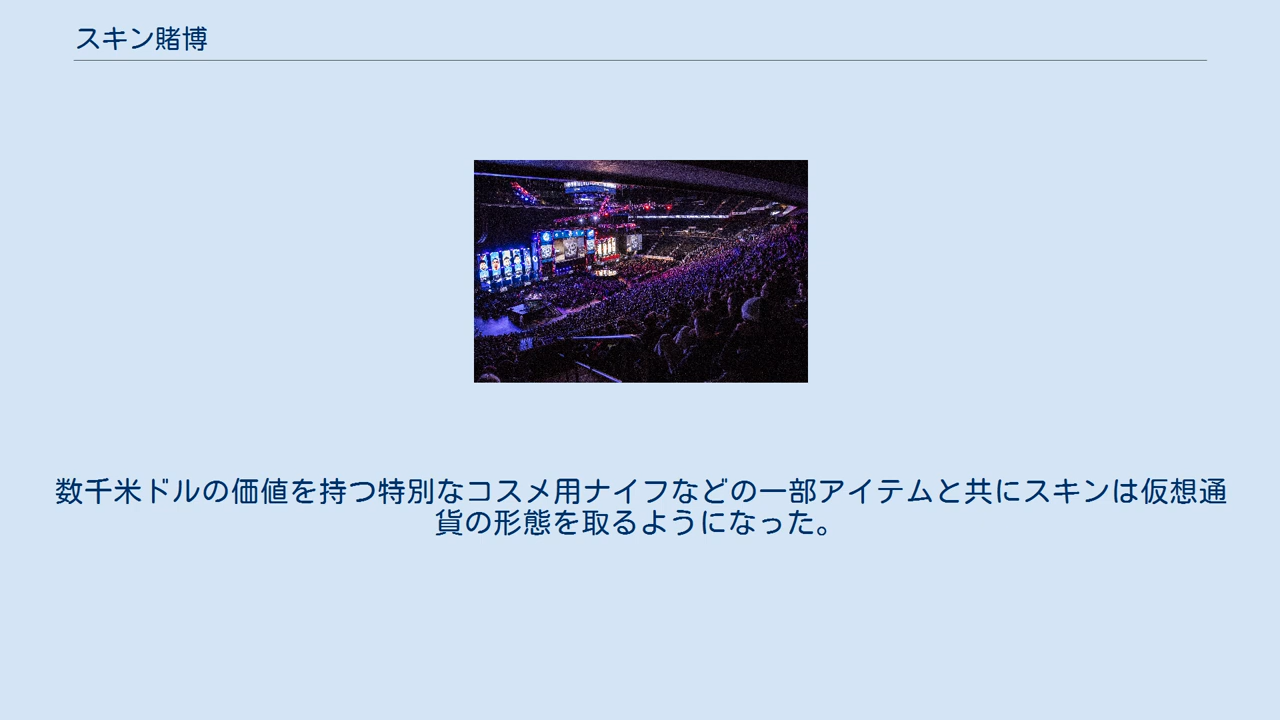 スキン賭博
数千米ドルの価値を持つ特別なコスメ用ナイフなどの一部アイテムと共にスキンは仮想通
貨の形態を取るようになった。